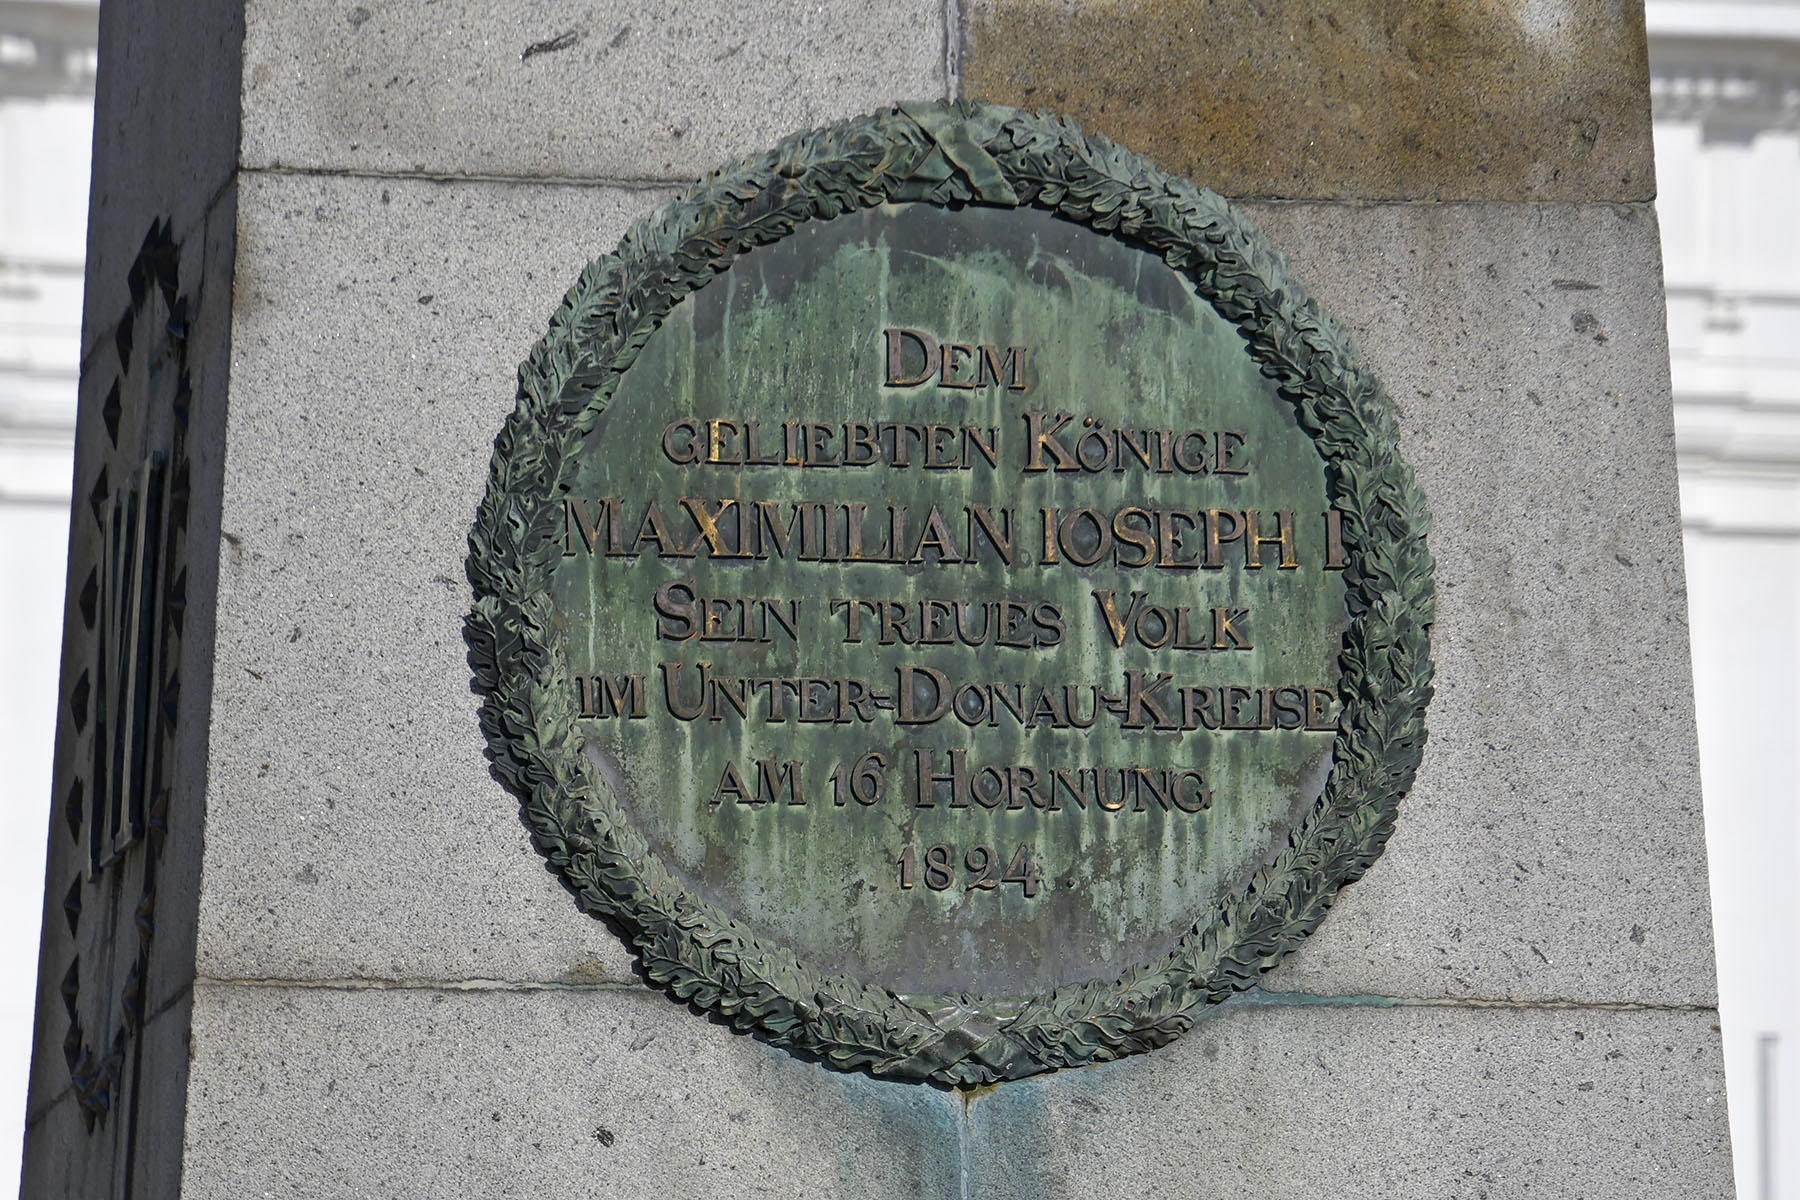 DEM
GELIEBTEN KÖNIGE
MAXIMILIAN IOSEPH I
SEIN TREUES VOLK
IM UNTER=DONAU=KREISE
AM 16 HORNUNG
1824.